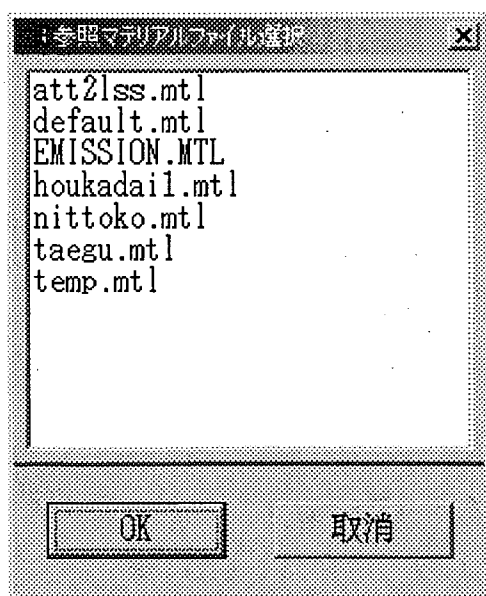 参照マテリアルファイル選択
att2lss.mtl
default.mtl
EMISSION.MTL
houkadai1.mtl
nittoko.mtl
taegu.mtl
temp.mtl
OK 取消